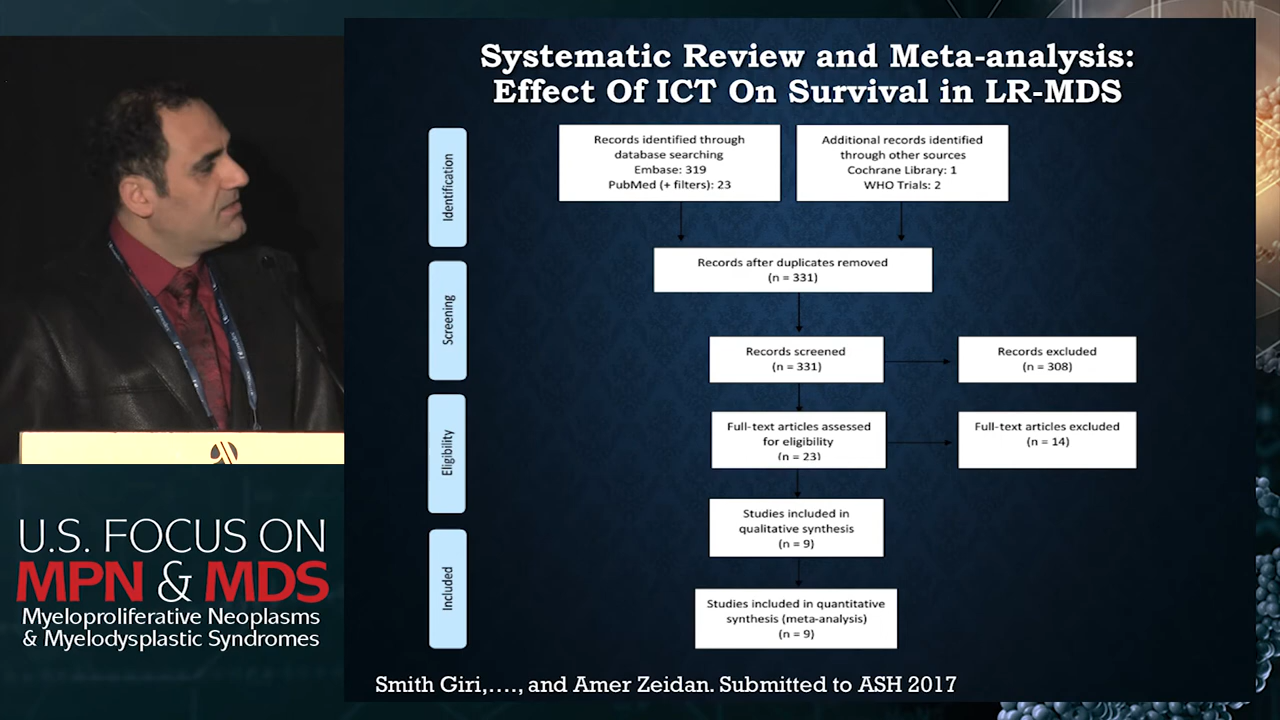 NM
Systematic Review and Meta-analysis:
Effect Of ICT On Survival in LR-MDS
Identification
Records identified through
database searching
Embase: 319
PubMed (+ filters): 23
Additional records identified
through other sources
Cochrane Library: 1
WHO Trials: 2
Screening
Records after duplicates removed
(n = 331)
Records screened
(n = 331)
Records excluded
(n = 308)
Eligibility
Full-text articles assessed
for eligibility
(n = 23)
Full-text articles excluded
(n = 14)
Included
Studies included in
qualitative synthesis
(n = 9)
Studies included in quantitative
synthesis (meta-analysis)
(n = 9)
Smith Giri,...., and Amer Zeidan. Submitted to ASH 2017
U.S. FOCUS ON
MPN & MDS
Myeloproliferative Neoplasms
& Myelodysplastic Syndromes